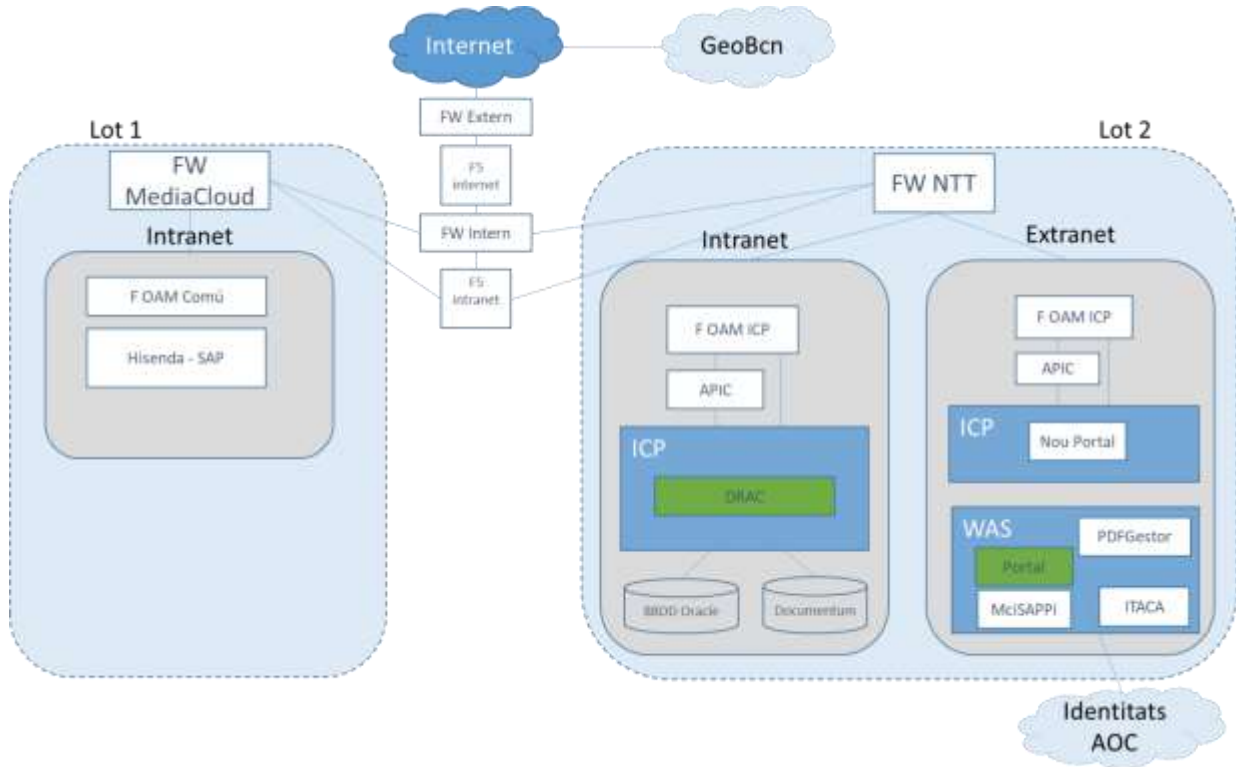 Internet
GeoBcn
FW Extern
Lot 1
Lot 2
F5
internet
FW
MediaCloud
FW NTT
FW Intern
Intranet
Intranet
Extranet
F5
intranet
F OAM Comú
Hisenda - SAP
F OAM ICP
F OAM ICP
APIC
APIC
ICP
DRAC
ICP
Nou Portal
WAS
PDFGestor
Portal
MciSAPPI
ITACA
BBDD Oracle
Documentum
Identitats
AOC